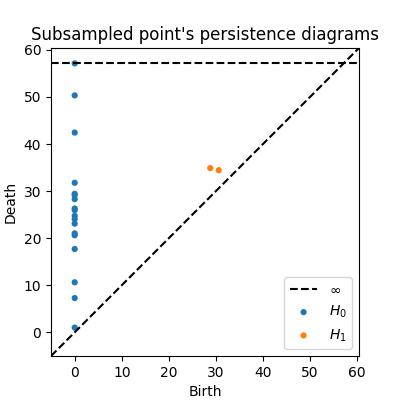 Subsampled point's persistence diagrams
60
50
40
30
20
10
0
Death
0 10 20 30 40 50 60
Birth
∞
H₀
H₁